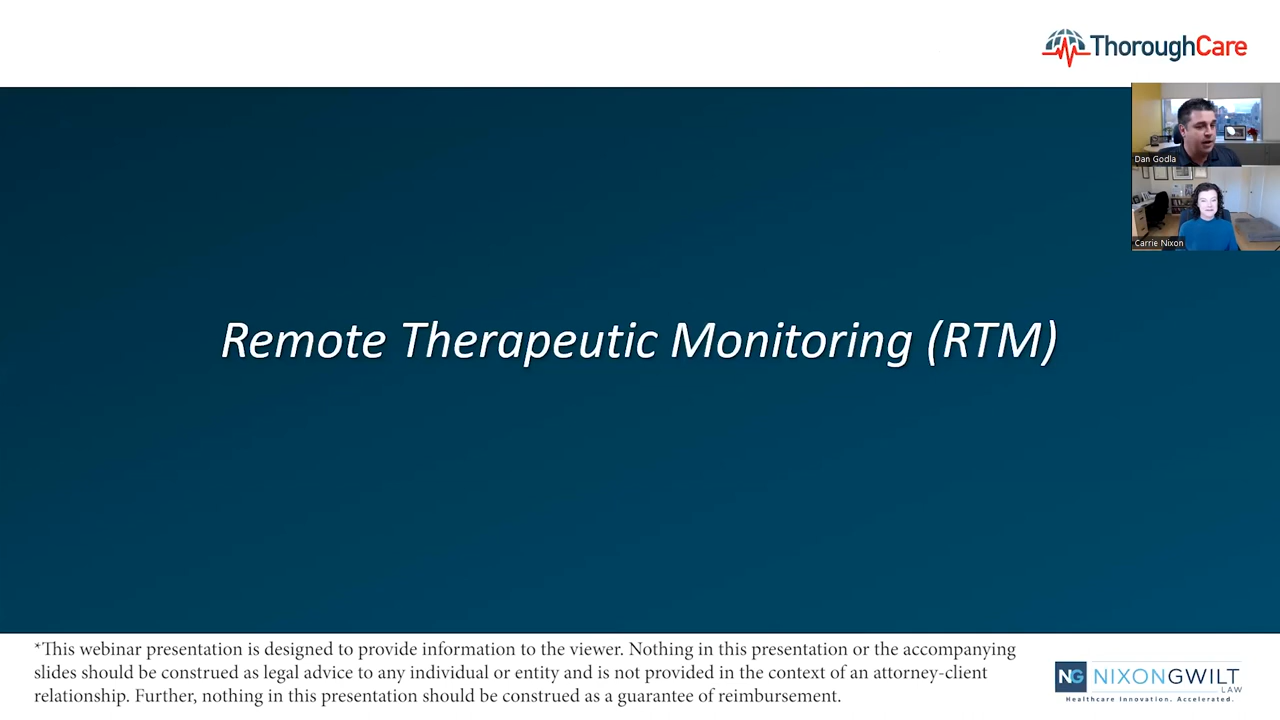 ThoroughCare
Dan Godla
Carrie Nixon
Remote Therapeutic Monitoring (RTM)
*This webinar presentation is designed to provide information to the viewer. Nothing in this presentation or the accompanying
slides should be construed as legal advice to any individual or entity and is not provided in the context of an attorney-client
relationship. Further, nothing in this presentation should be construed as a guarantee of reimbursement.
NG NIXONGWILT
LAW
Healthcare Innovation. Accelerated.